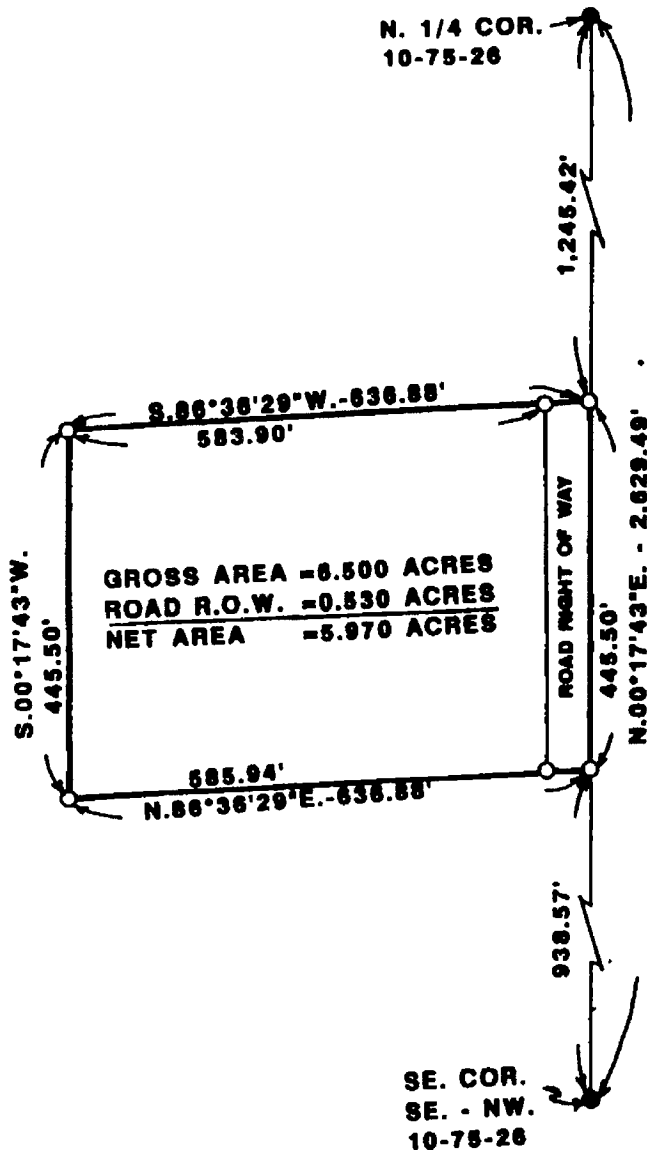 N. 1/4 COR.
10-75-26
1,245.42'
S.86°36'29"W.-636.88'
583.90'
S.00°17'43"W.
445.50'
GROSS AREA =6.500 ACRES
ROAD R.O.W. =0.530 ACRES
NET AREA =5.970 ACRES
ROAD RIGHT OF WAY
445.50'
N.00°17'43"E. - 2,629.49'
585.94'
N.86°36'29"E.-636.88'
938.57'
SE. COR.
SE. - NW.
10-75-26